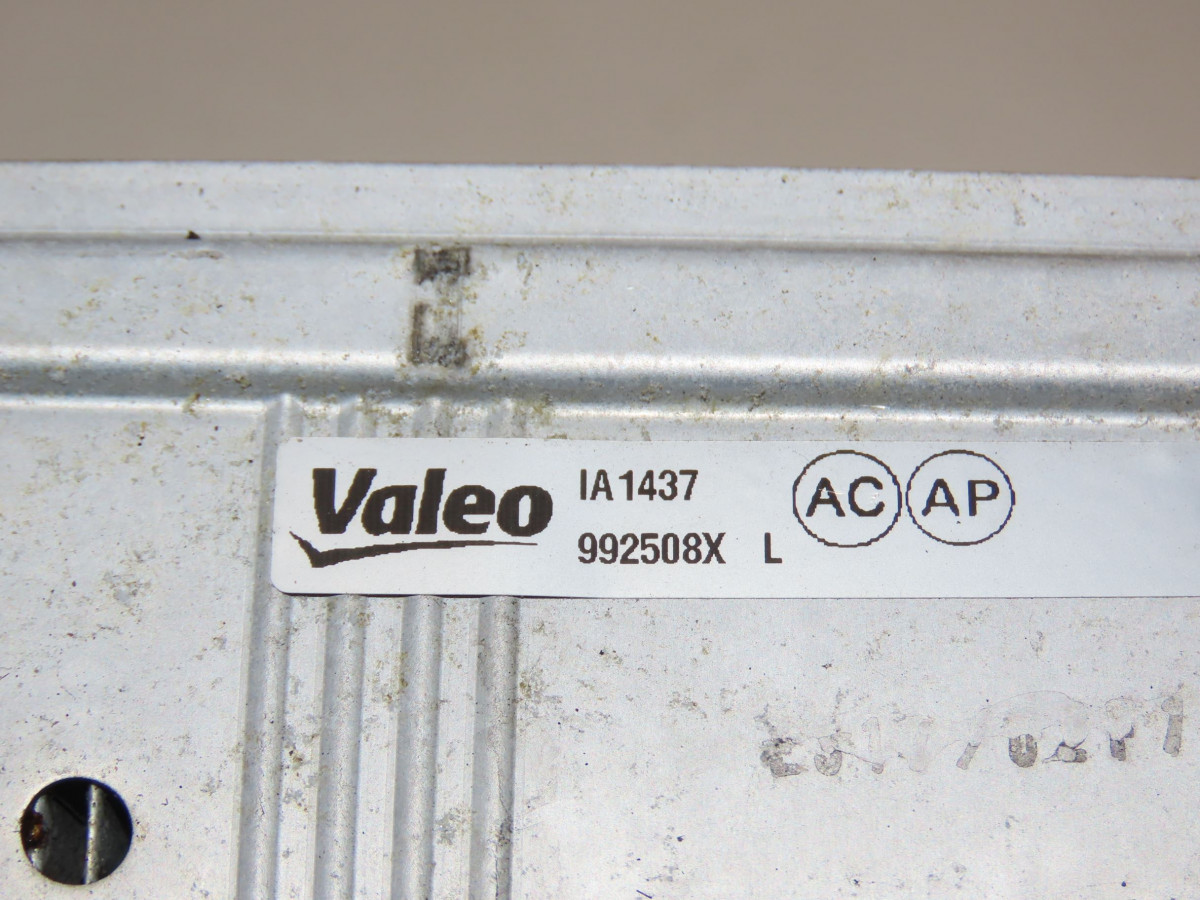 Valeo
IA1437
992508X L
AC AP